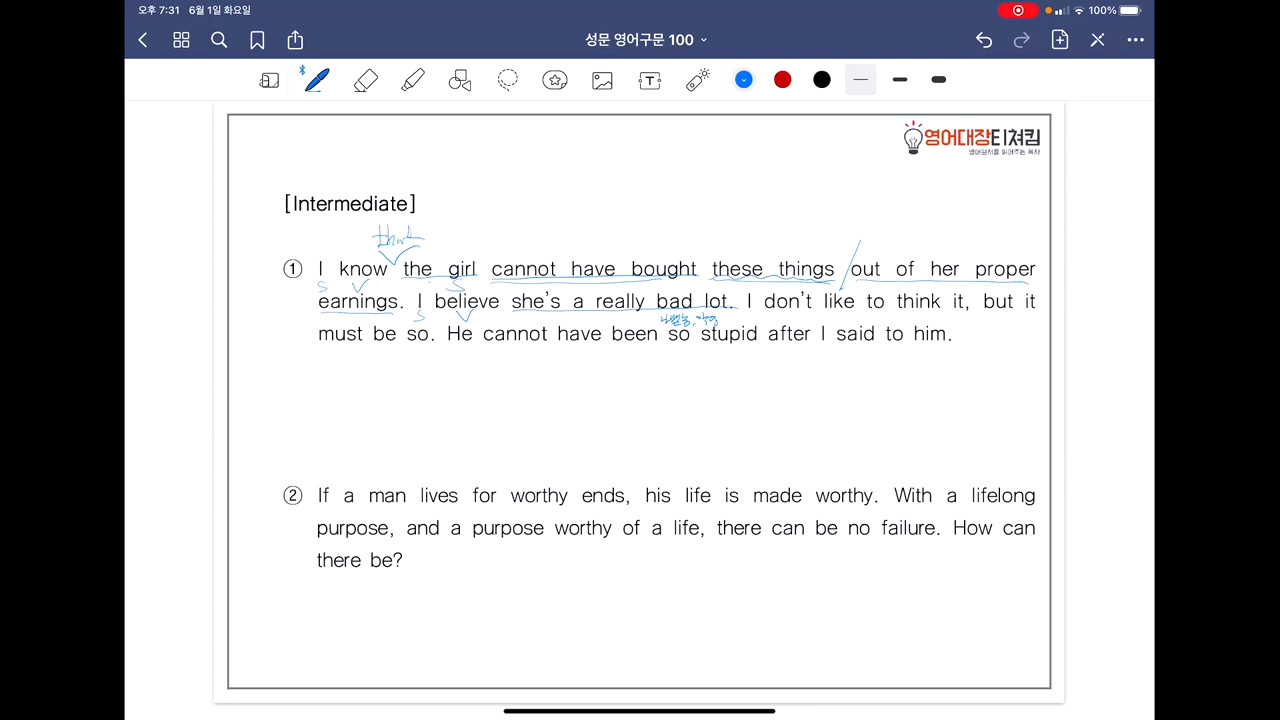 오후 7:31 6월 1일 화요일
100%
성문 영어구문 100
영어대장티쳐킴
[Intermediate]
that
① I know the girl cannot have bought these things out of her proper
S S
earnings. I believe she's a really bad lot. I don't like to think it, but it
S
must be so. He cannot have been so stupid after I said to him.
② If a man lives for worthy ends, his life is made worthy. With a lifelong
purpose, and a purpose worthy of a life, there can be no failure. How can
there be?